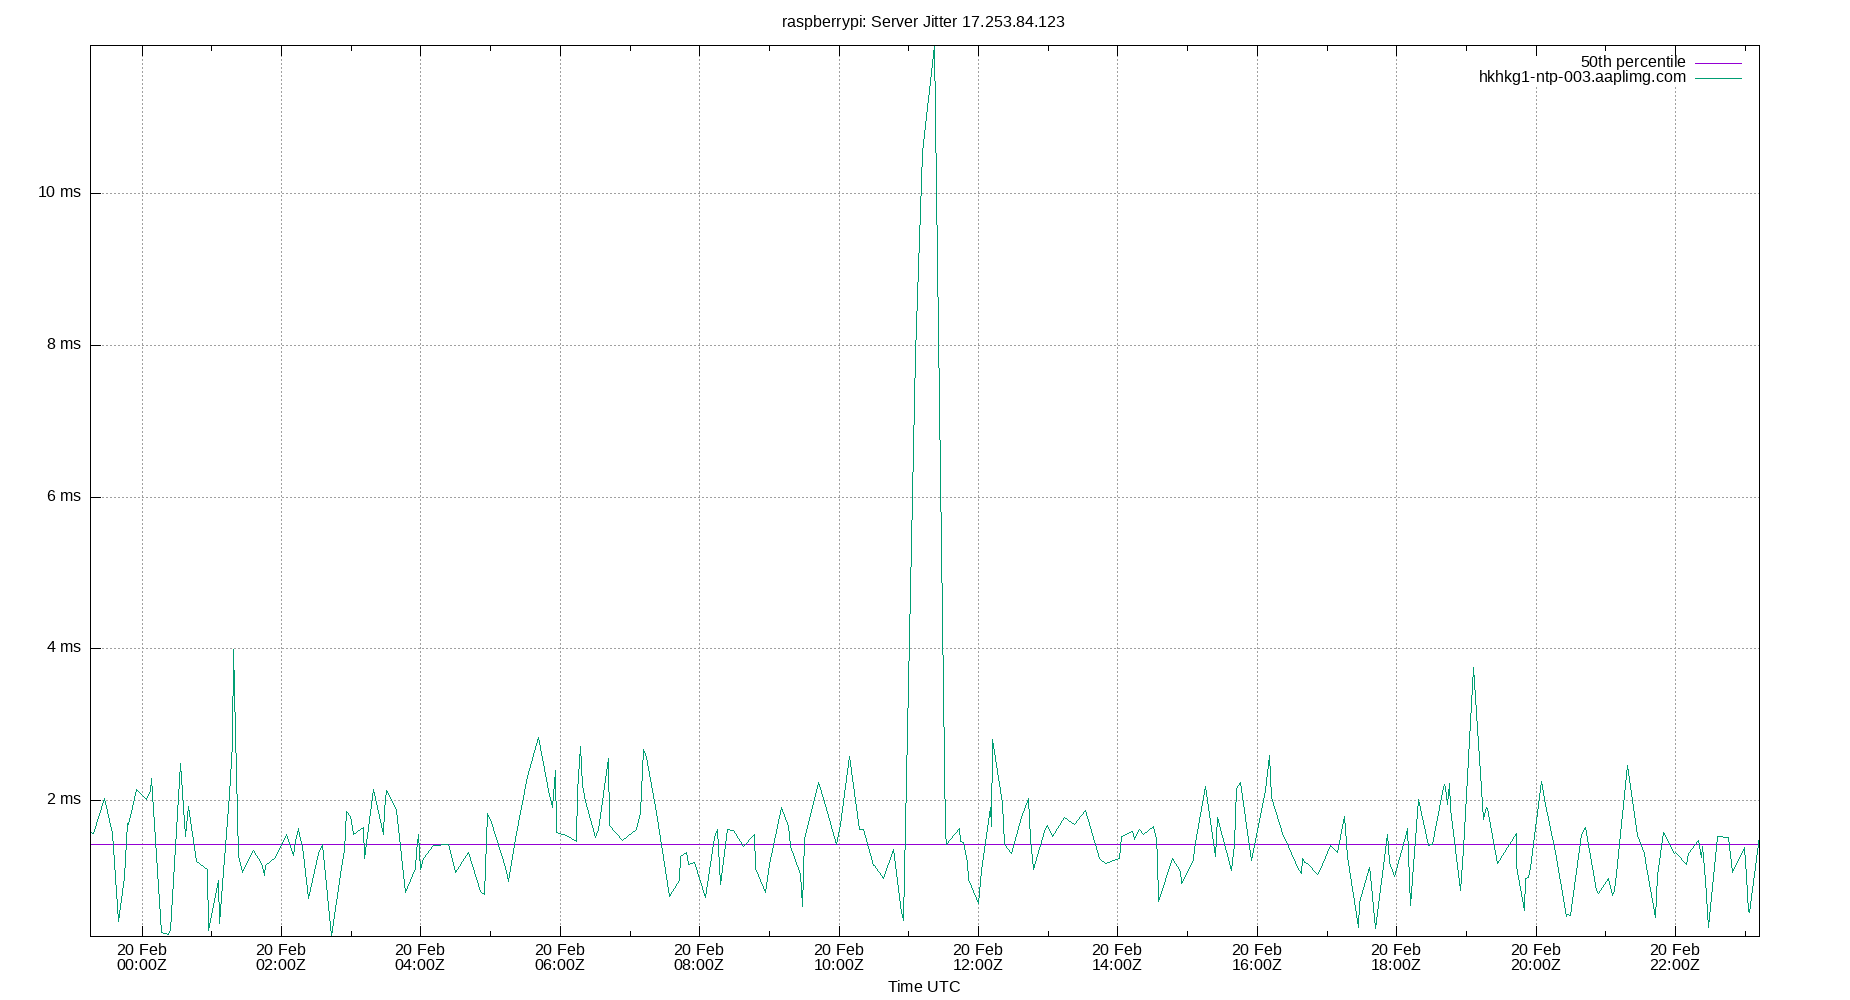 raspberrypi: Server Jitter 17.253.84.123
50th percentile
hkhkg1-ntp-003.aaplimg.com
10 ms
8 ms
6 ms
4 ms
2 ms
20 Feb 20 Feb 20 Feb 20 Feb 20 Feb 20 Feb 20 Feb 20 Feb 20 Feb 20 Feb 20 Feb 20 Feb
00:00Z 02:00Z 04:00Z 06:00Z 08:00Z 10:00Z 12:00Z 14:00Z 16:00Z 18:00Z 20:00Z 22:00Z
Time UTC